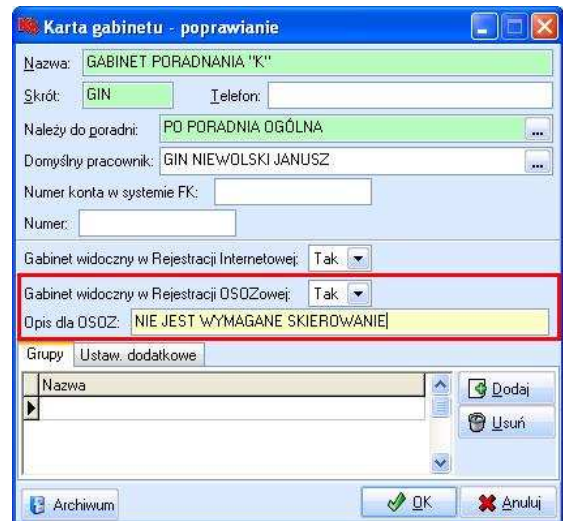 Karta gabinetu - poprawianie
Nazwa: GABINET PORADNANIA "K"
Skrót: GIN Telefon:
Należy do poradni: PO PORADNIA OGÓLNA ...
Domyślny pracownik: GIN NIEWOLSKI JANUSZ ...
Numer konta w systemie FK:
Numer:
Gabinet widoczny w Rejestracji Internetowej: Tak
Gabinet widoczny w Rejestracji OSOZowej: Tak
Opis dla OSOZ: NIE JEST WYMAGANE SKIEROWANIE
Grupy Ustaw. dodatkowe
Nazwa
Dodaj
Usuń
Archiwum OK Anuluj